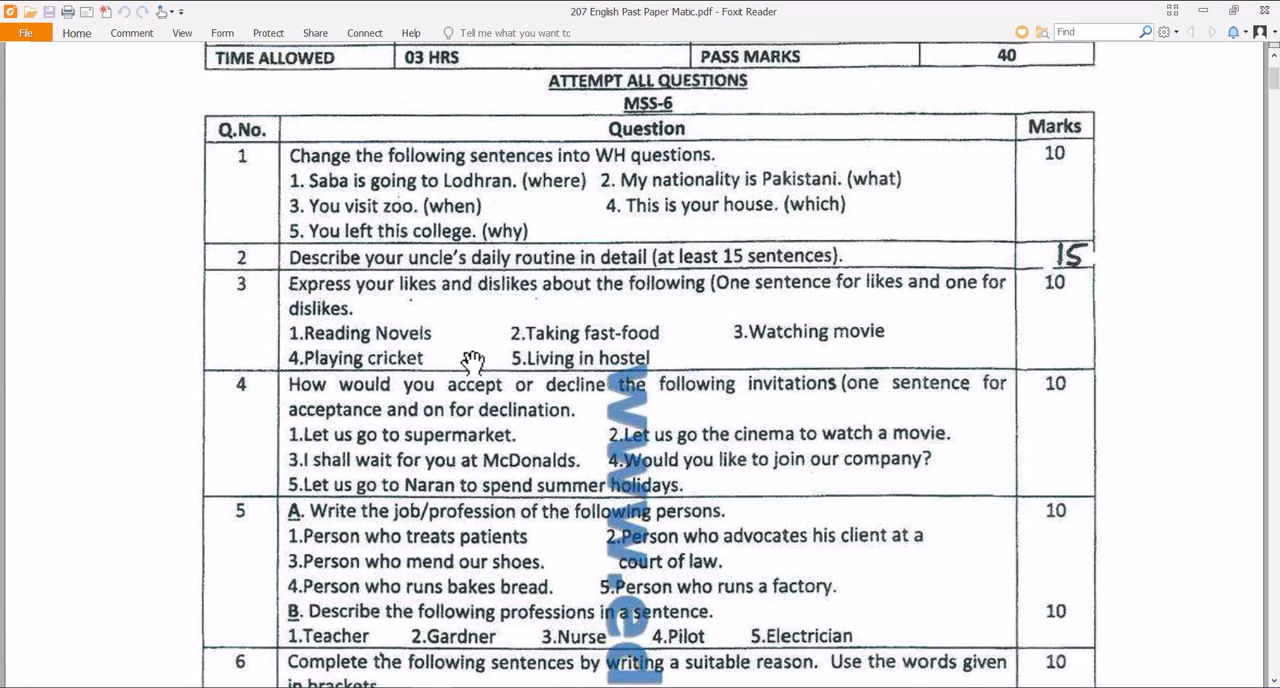 207 English Past Paper Matic.pdf - Foxit Reader
File Home Comment View Form Protect Share Connect Help Tell me what you want to Find
TIME ALLOWED 03 HRS PASS MARKS 40
ATTEMPT ALL QUESTIONS
MSS-6
Q.No. Question Marks
1 Change the following sentences into WH questions. 10
1. Saba is going to Lodhran. (where) 2. My nationality is Pakistani. (what)
3. You visit zoo. (when) 4. This is your house. (which)
5. You left this college. (why)
2 Describe your uncle's daily routine in detail (at least 15 sentences). 15
3 Express your likes and dislikes about the following (One sentence for likes and one for 10
dislikes.
1.Reading Novels 2.Taking fast-food 3.Watching movie
4.Playing cricket 5.Living in hostel
4 How would you accept or decline the following invitations (one sentence for 10
acceptance and on for declination.
1.Let us go to supermarket. 2.Let us go the cinema to watch a movie.
3.I shall wait for you at McDonalds. 4.Would you like to join our company?
5.Let us go to Naran to spend summer holidays.
5 A. Write the job/profession of the following persons. 10
1.Person who treats patients 2.Person who advocates his client at a
3.Person who mend our shoes. court of law.
4.Person who runs bakes bread. 5.Person who runs a factory.
B. Describe the following professions in a sentence. 10
1.Teacher 2.Gardner 3.Nurse 4.Pilot 5.Electrician
6 Complete the following sentences by writing a suitable reason. Use the words given 10
in brackets
www.ed